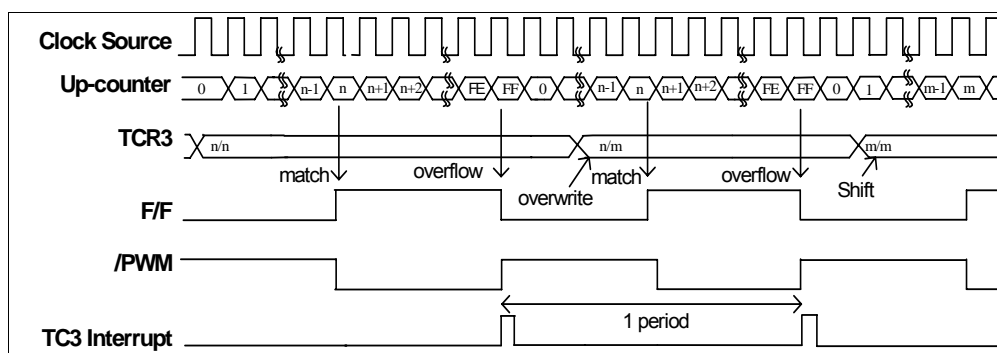 Clock Source
Up-counter 0 1 n-1 n n+1 n+2 FE FF 0 n-1 n n+1 n+2 FE FF 0 1 m-1 m
TCR3 n/n n/m m/m
match overflow overwrite match overflow Shift
F/F
/PWM
1 period
TC3 Interrupt